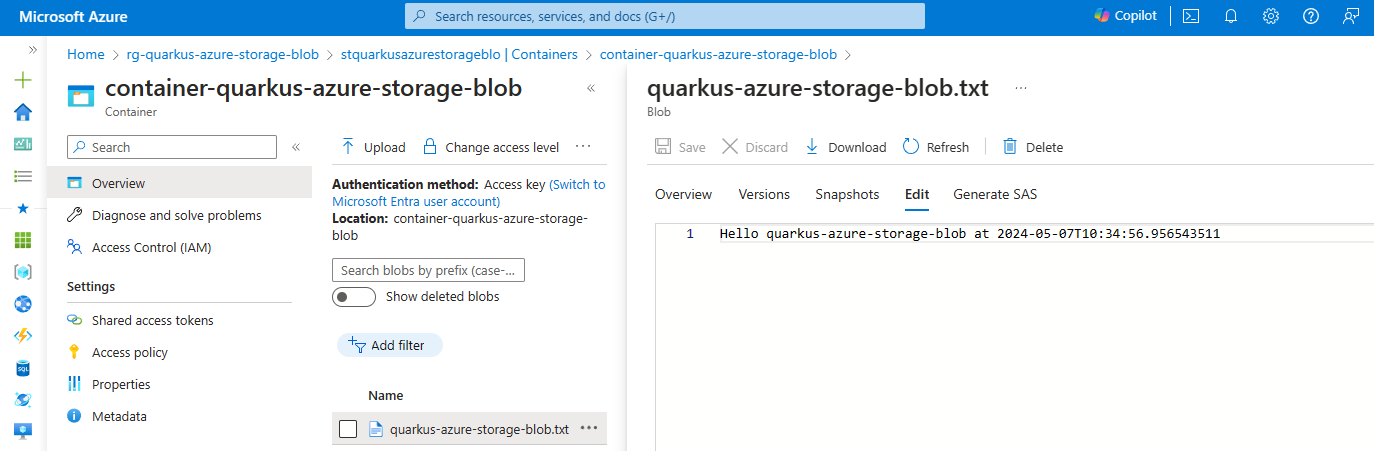 Microsoft Azure
Search resources, services, and docs (G+/)
Copilot
Home > rg-quarkus-azure-storage-blob > stquarkusazurestorageblo | Containers > container-quarkus-azure-storage-blob >
container-quarkus-azure-storage-blob
Container
Search
Overview
Diagnose and solve problems
Access Control (IAM)
Settings
Shared access tokens
Access policy
Properties
Metadata
Upload
Change access level
Authentication method: Access key (Switch to
Microsoft Entra user account)
Location: container-quarkus-azure-storage-
blob
Search blobs by prefix (case-...
Show deleted blobs
Add filter
Name
quarkus-azure-storage-blob.txt
quarkus-azure-storage-blob.txt
Blob
Save
Discard
Download
Refresh
Delete
Overview
Versions
Snapshots
Edit
Generate SAS
1 Hello quarkus-azure-storage-blob at 2024-05-07T10:34:56.956543511
SQL